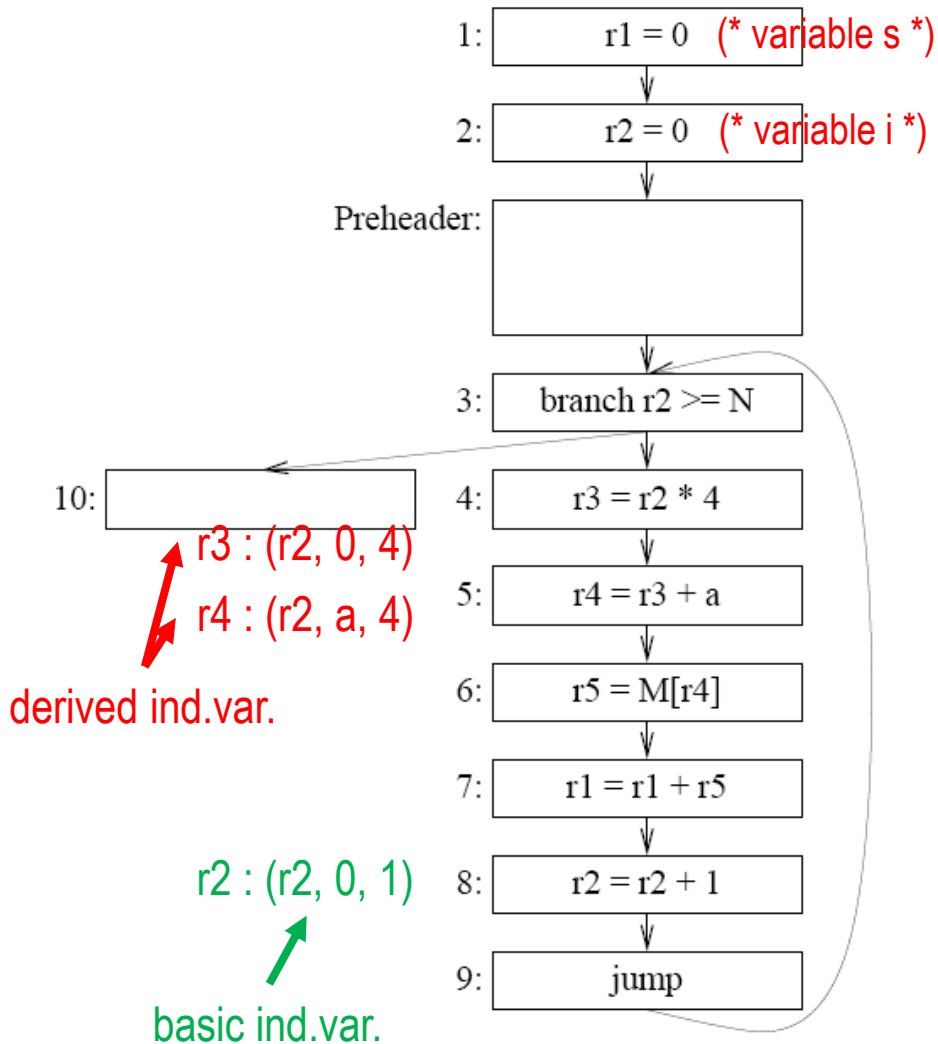 1: r1 = 0 (* variable s *)
2: r2 = 0 (* variable i *)
Preheader:
3: branch r2 >= N
10:
4: r3 = r2 * 4
r3 : (r2, 0, 4)
5: r4 = r3 + a
r4 : (r2, a, 4)
6: r5 = M[r4]
derived ind.var.
7: r1 = r1 + r5
r2 : (r2, 0, 1)
8: r2 = r2 + 1
9: jump
basic ind.var.